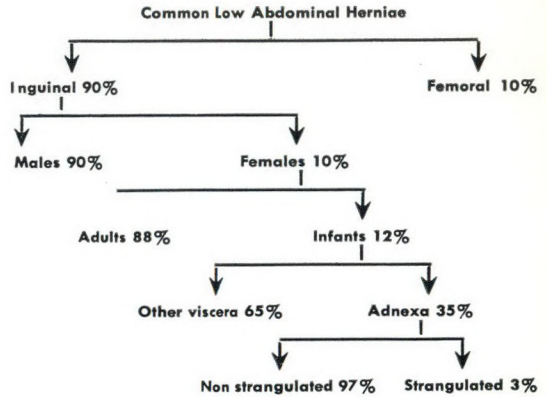 Common Low Abdominal Herniae
Inguinal 90% Femoral 10%
Males 90% Females 10%
Adults 88% Infants 12%
Other viscera 65% Adnexa 35%
Non strangulated 97% Strangulated 3%